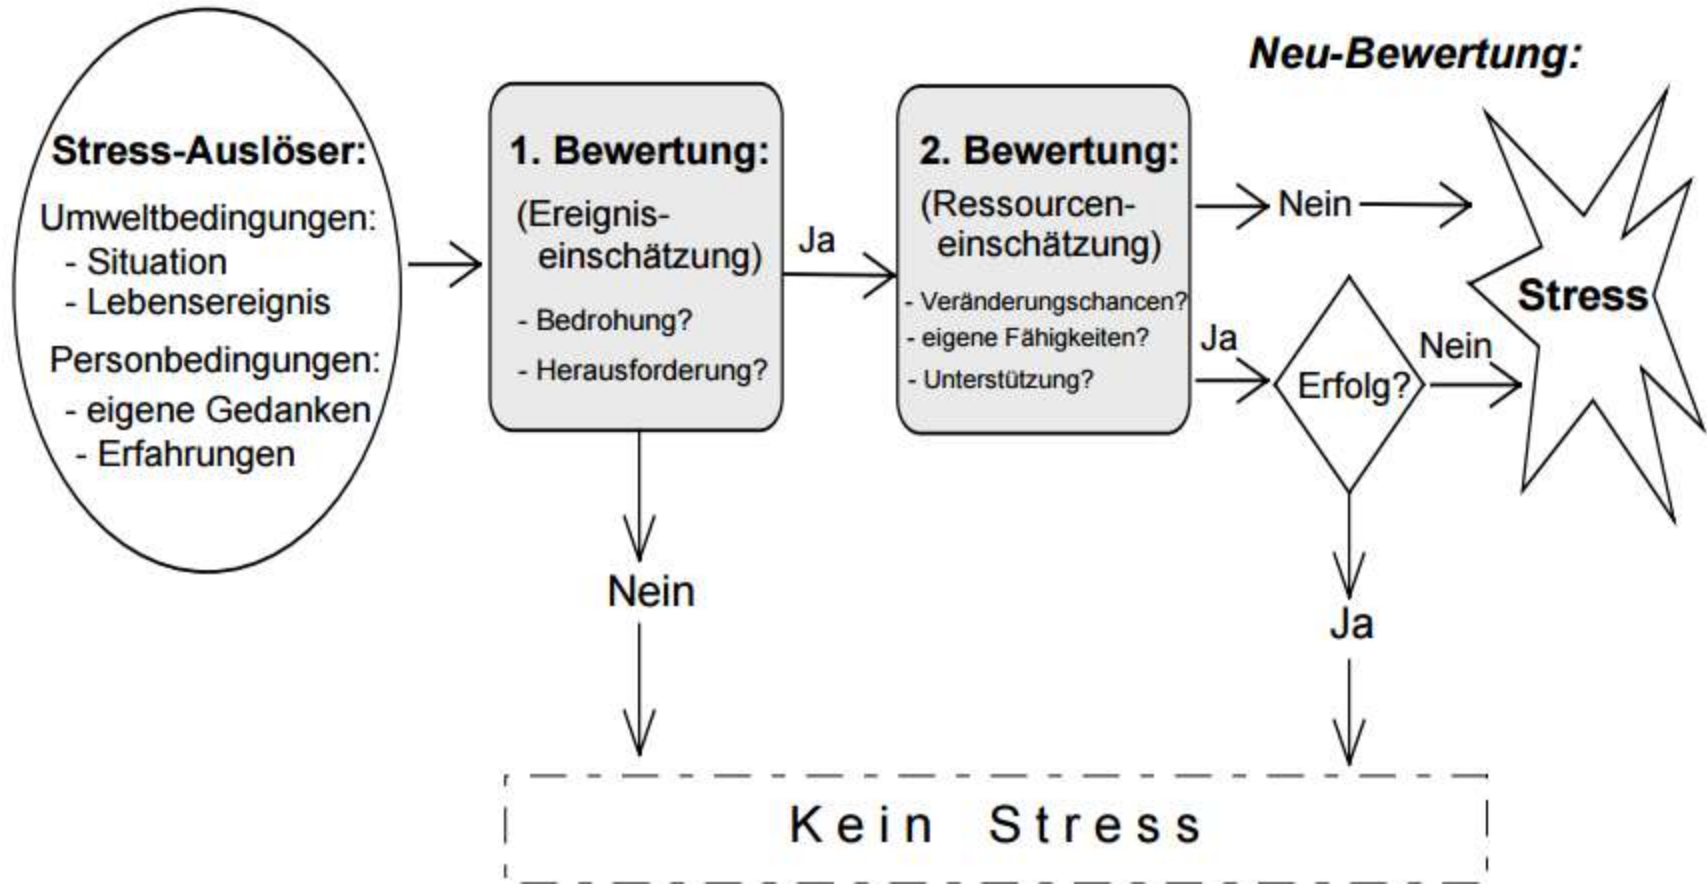 Neu-Bewertung:
Stress-Auslöser:
Umweltbedingungen:
- Situation
- Lebensereignis
Personbedingungen:
- eigene Gedanken
- Erfahrungen
1. Bewertung:
(Ereignis-
einschätzung)
- Bedrohung?
- Herausforderung?
Ja
Nein
2. Bewertung:
(Ressourcen-
einschätzung)
- Veränderungschancen?
- eigene Fähigkeiten?
- Unterstützung?
Nein
Ja
Erfolg?
Nein
Stress
Ja
Kein Stress